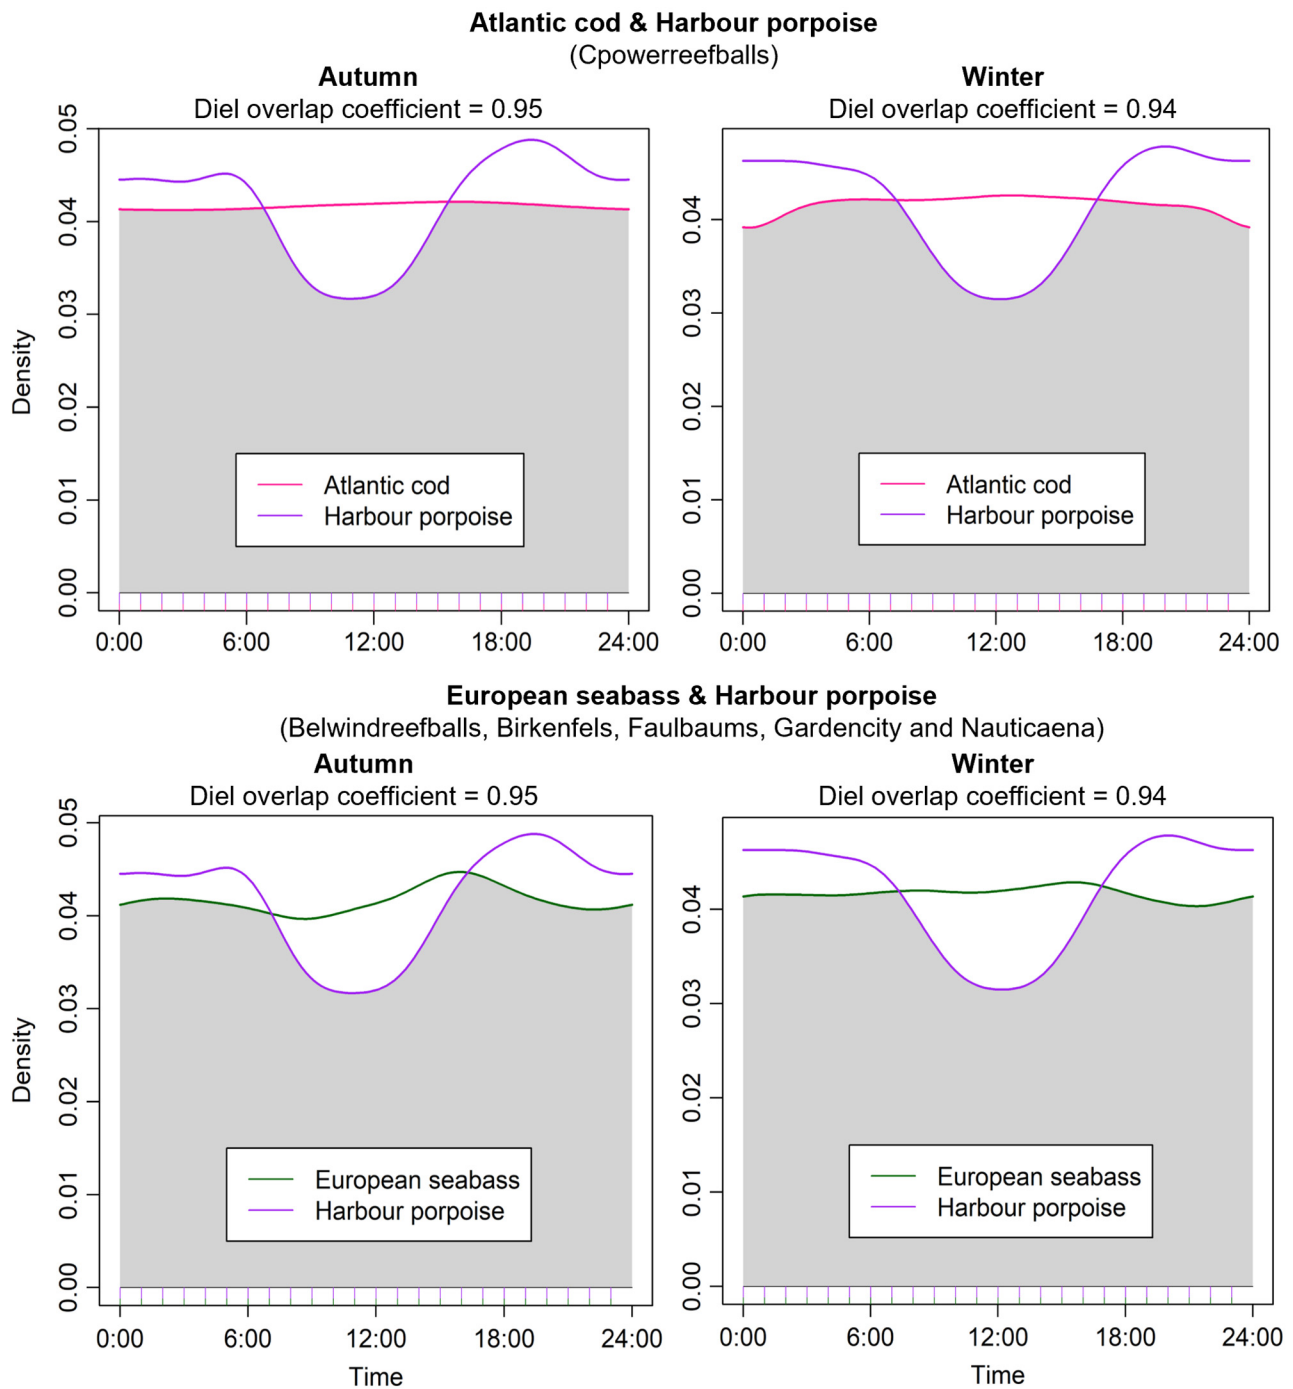 Atlantic cod & Harbour porpoise
(Cpowerreefballs)
Autumn
Diel overlap coefficient = 0.95
Density
0.05
0.04
0.03
0.02
0.01
0.00
Atlantic cod
Harbour porpoise
0:00 6:00 12:00 18:00 24:00
Winter
Diel overlap coefficient = 0.94
0.04
0.03
0.02
0.01
0.00
Atlantic cod
Harbour porpoise
0:00 6:00 12:00 18:00 24:00
European seabass & Harbour porpoise
(Belwindreefballs, Birkenfels, Faulbaums, Gardencity and Nauticaena)
Autumn
Diel overlap coefficient = 0.95
Density
0.05
0.04
0.03
0.02
0.01
0.00
European seabass
Harbour porpoise
0:00 6:00 12:00 18:00 24:00
Time
Winter
Diel overlap coefficient = 0.94
0.04
0.03
0.02
0.01
0.00
European seabass
Harbour porpoise
0:00 6:00 12:00 18:00 24:00
Time